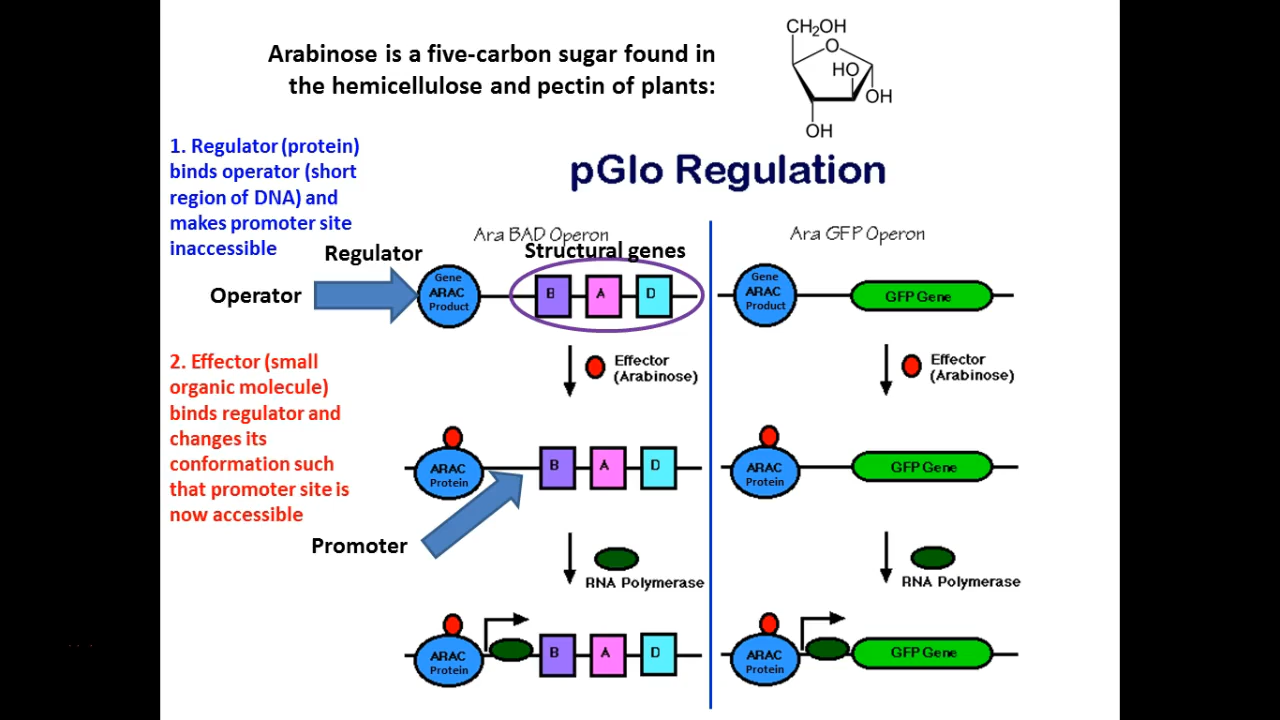 Arabinose is a five-carbon sugar found in
the hemicellulose and pectin of plants:
CH₂OH
O
HO
OH
OH
1. Regulator (protein)
binds operator (short
region of DNA) and
makes promoter site
inaccessible
pGlo Regulation
Ara BAD Operon
Ara GFP Operon
Regulator
Structural genes
Operator
Gene
ARAC
Product
B
A
D
Gene
ARAC
Product
GFP Gene
2. Effector (small
organic molecule)
binds regulator and
changes its
conformation such
that promoter site is
now accessible
Effector
(Arabinose)
Effector
(Arabinose)
ARAC
Protein
B
A
D
ARAC
Protein
GFP Gene
Promoter
RNA Polymerase
RNA Polymerase
ARAC
Protein
B
A
D
ARAC
Protein
GFP Gene